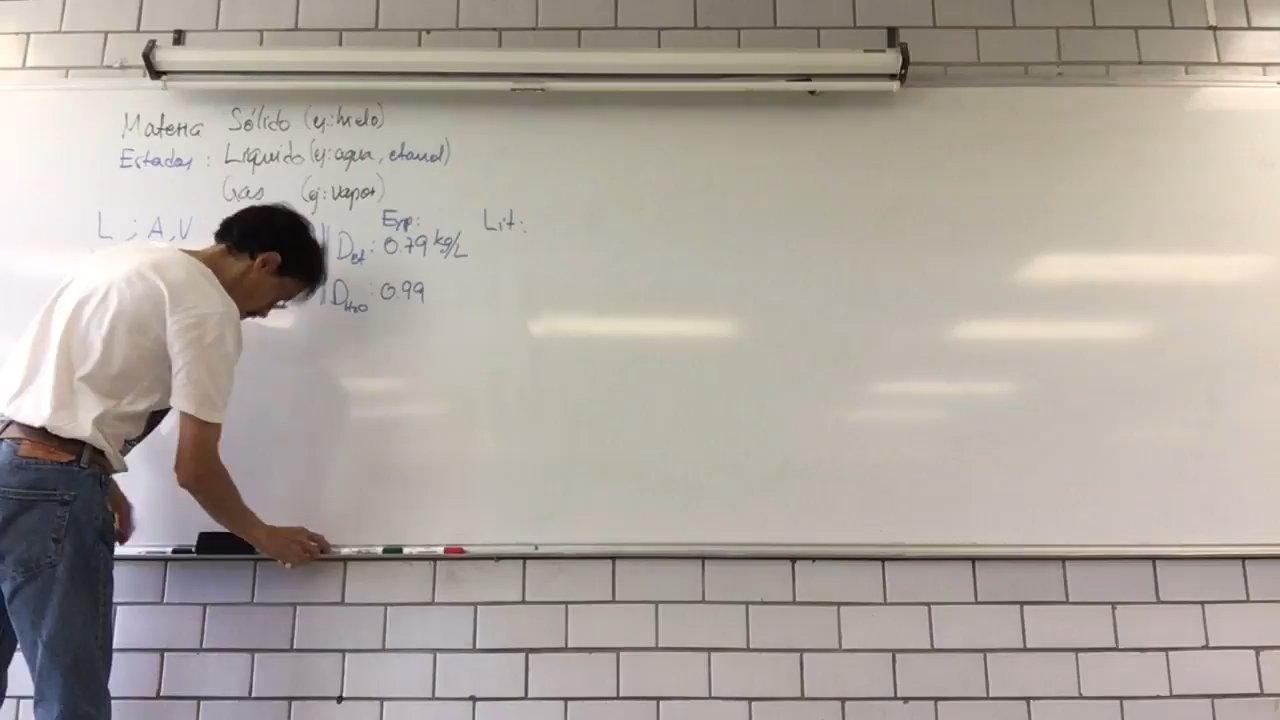 Materia Sólido (ej: hielo)
Estados: Líquido (ej: agua, etanol)
Gas (ej: vapor)
L : A, V
Exp: Lit:
Det: 0.79 kg/L
DH2O: 0.99